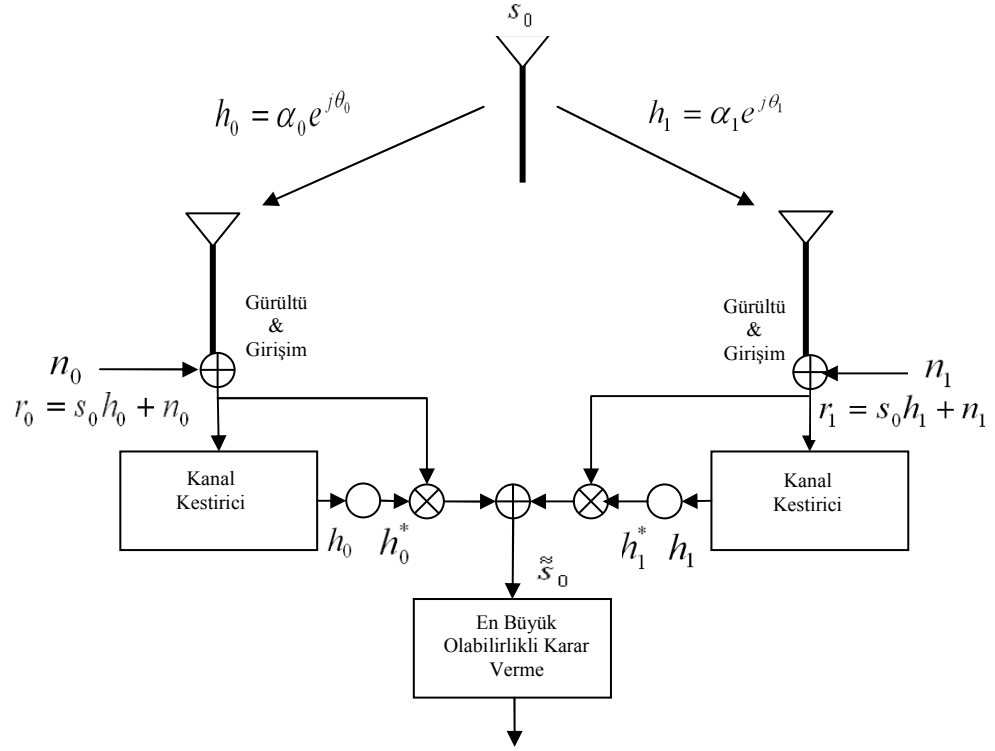 s₀
h₀ = α₀e^{jθ₀}
h₁ = α₁e^{jθ₁}
Gürültü
&
Girişim
Gürültü
&
Girişim
n₀
n₁
r₀ = s₀h₀ + n₀
r₁ = s₀h₁ + n₁
Kanal
Kestirici
Kanal
Kestirici
h₀
h₀*
h₁*
h₁
s̃̃₀
En Büyük
Olabilirlikli Karar
Verme